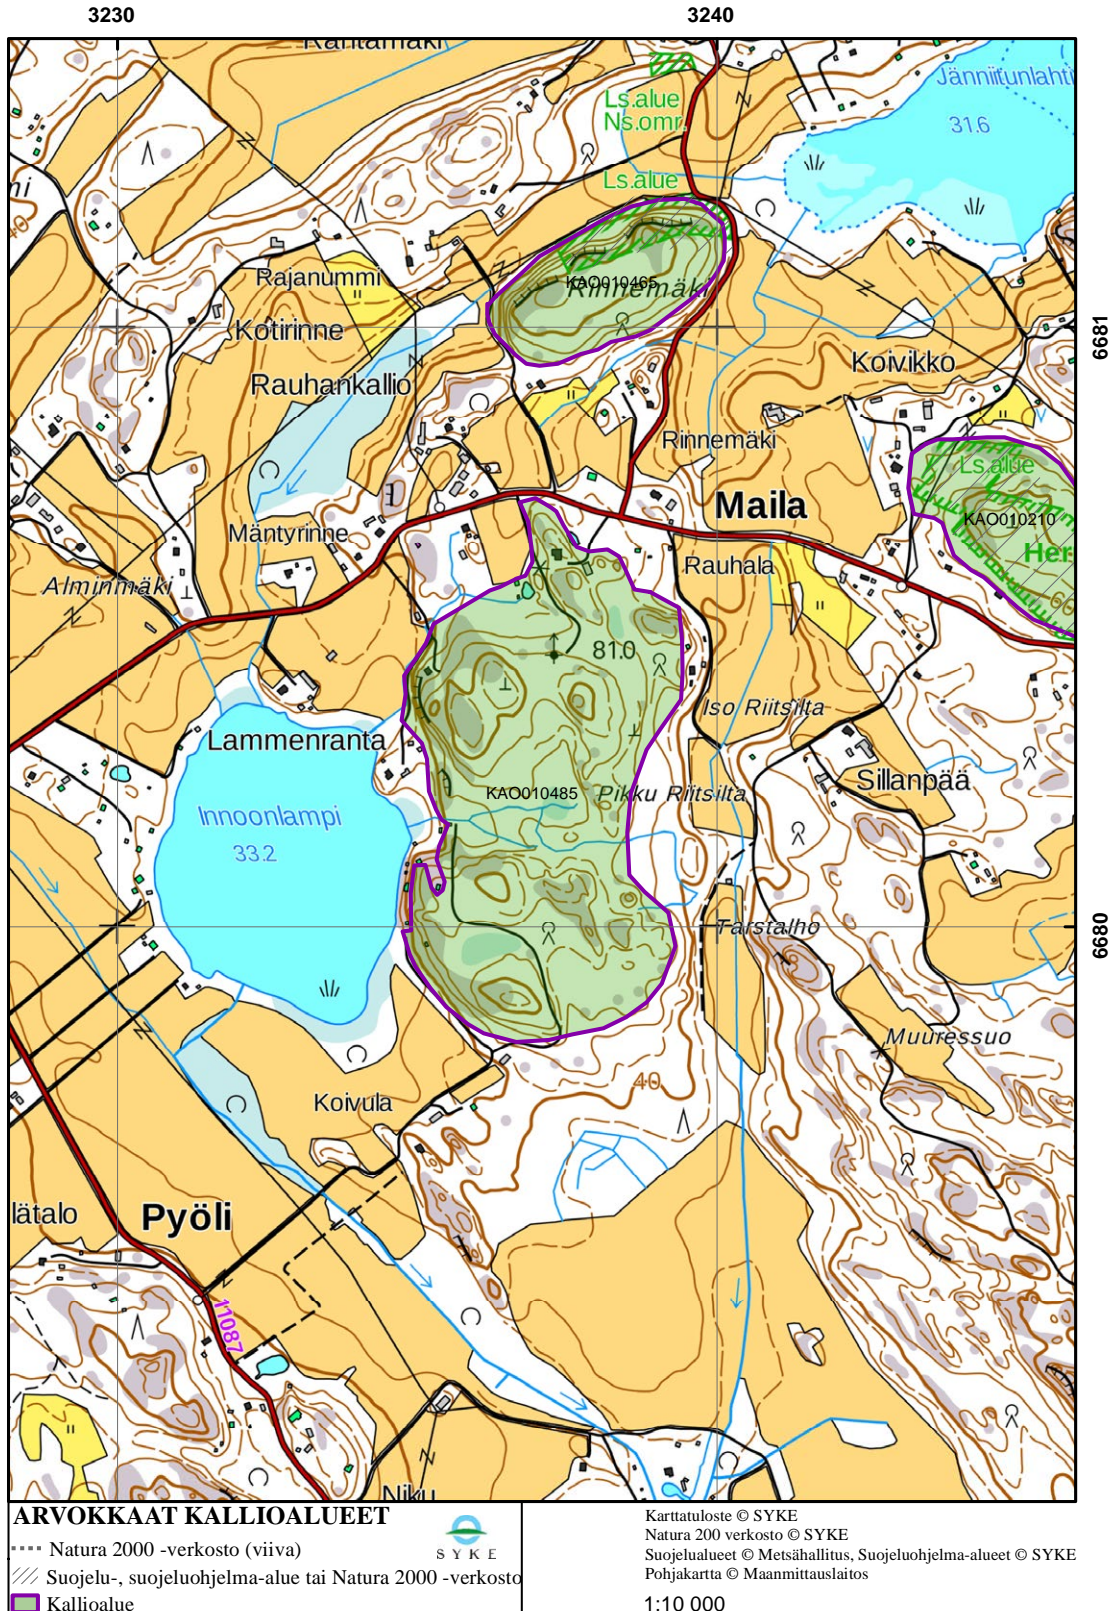 3230
3240
Rantamäki
Jänniitunlahti
31.6
Ls.alue
Ns.omr.
Ls.alue
Rajanummi
KAO010465
Rinnemäki
Kotirinne
6681
Koivikko
Rauhankallio
Rinnemäki
Ls.alue
Maila
KAO010210
Mäntyrinne
Her
Rauhala
Alminmäki
60
81.0
Iso Riitsilta
Lammenranta
Sillanpää
KAO010485
Pikku Riitsilta
Innoonlampi
33.2
Tarstalho
6680
Muuressuo
40
Koivula
lätalo
Pyöli
11087
Niku
ARVOKKAAT KALLIOALUEET
Natura 2000 -verkosto (viiva)
Suojelu-, suojeluohjelma-alue tai Natura 2000 -verkosto
Kallioalue
SYKE
Karttatuloste © SYKE
Natura 200 verkosto © SYKE
Suojelualueet © Metsähallitus, Suojeluohjelma-alueet © SYKE
Pohjakartta © Maanmittauslaitos
1:10 000